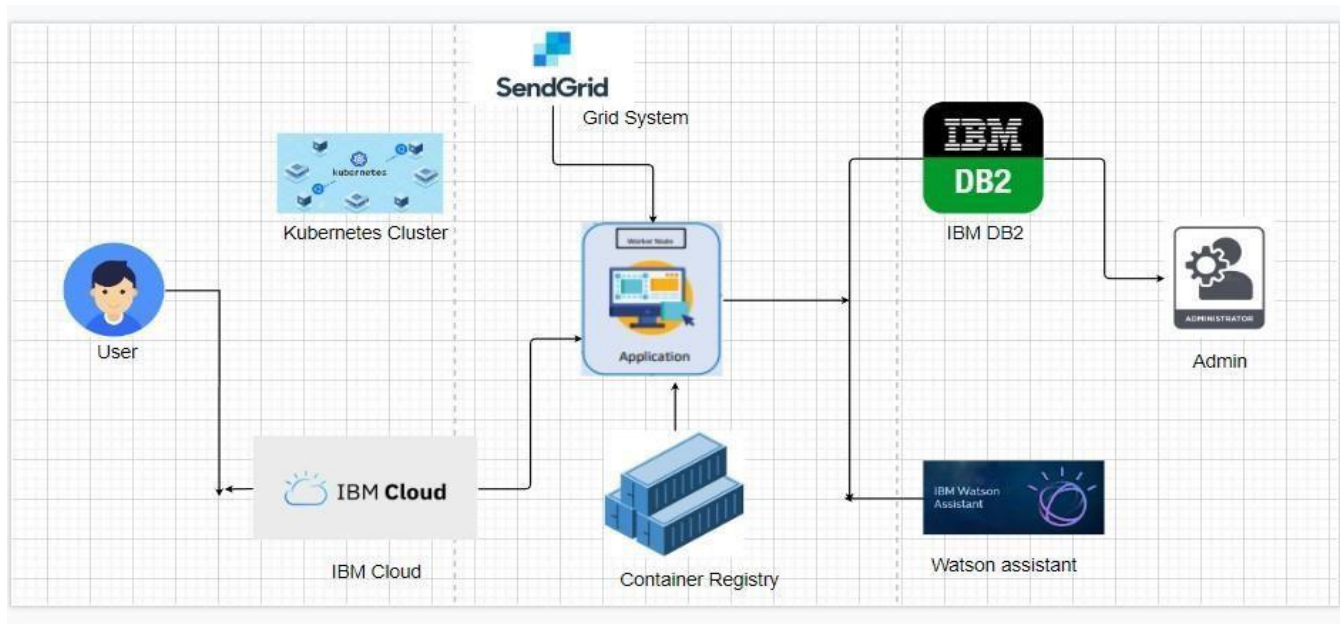 SendGrid
Grid System
kubernetes
Kubernetes Cluster
IBM
DB2
IBM DB2
Worker Node
Application
ADMINISTRATOR
Admin
User
IBM Cloud
IBM Cloud
Container Registry
IBM Watson
Assistant
Watson assistant